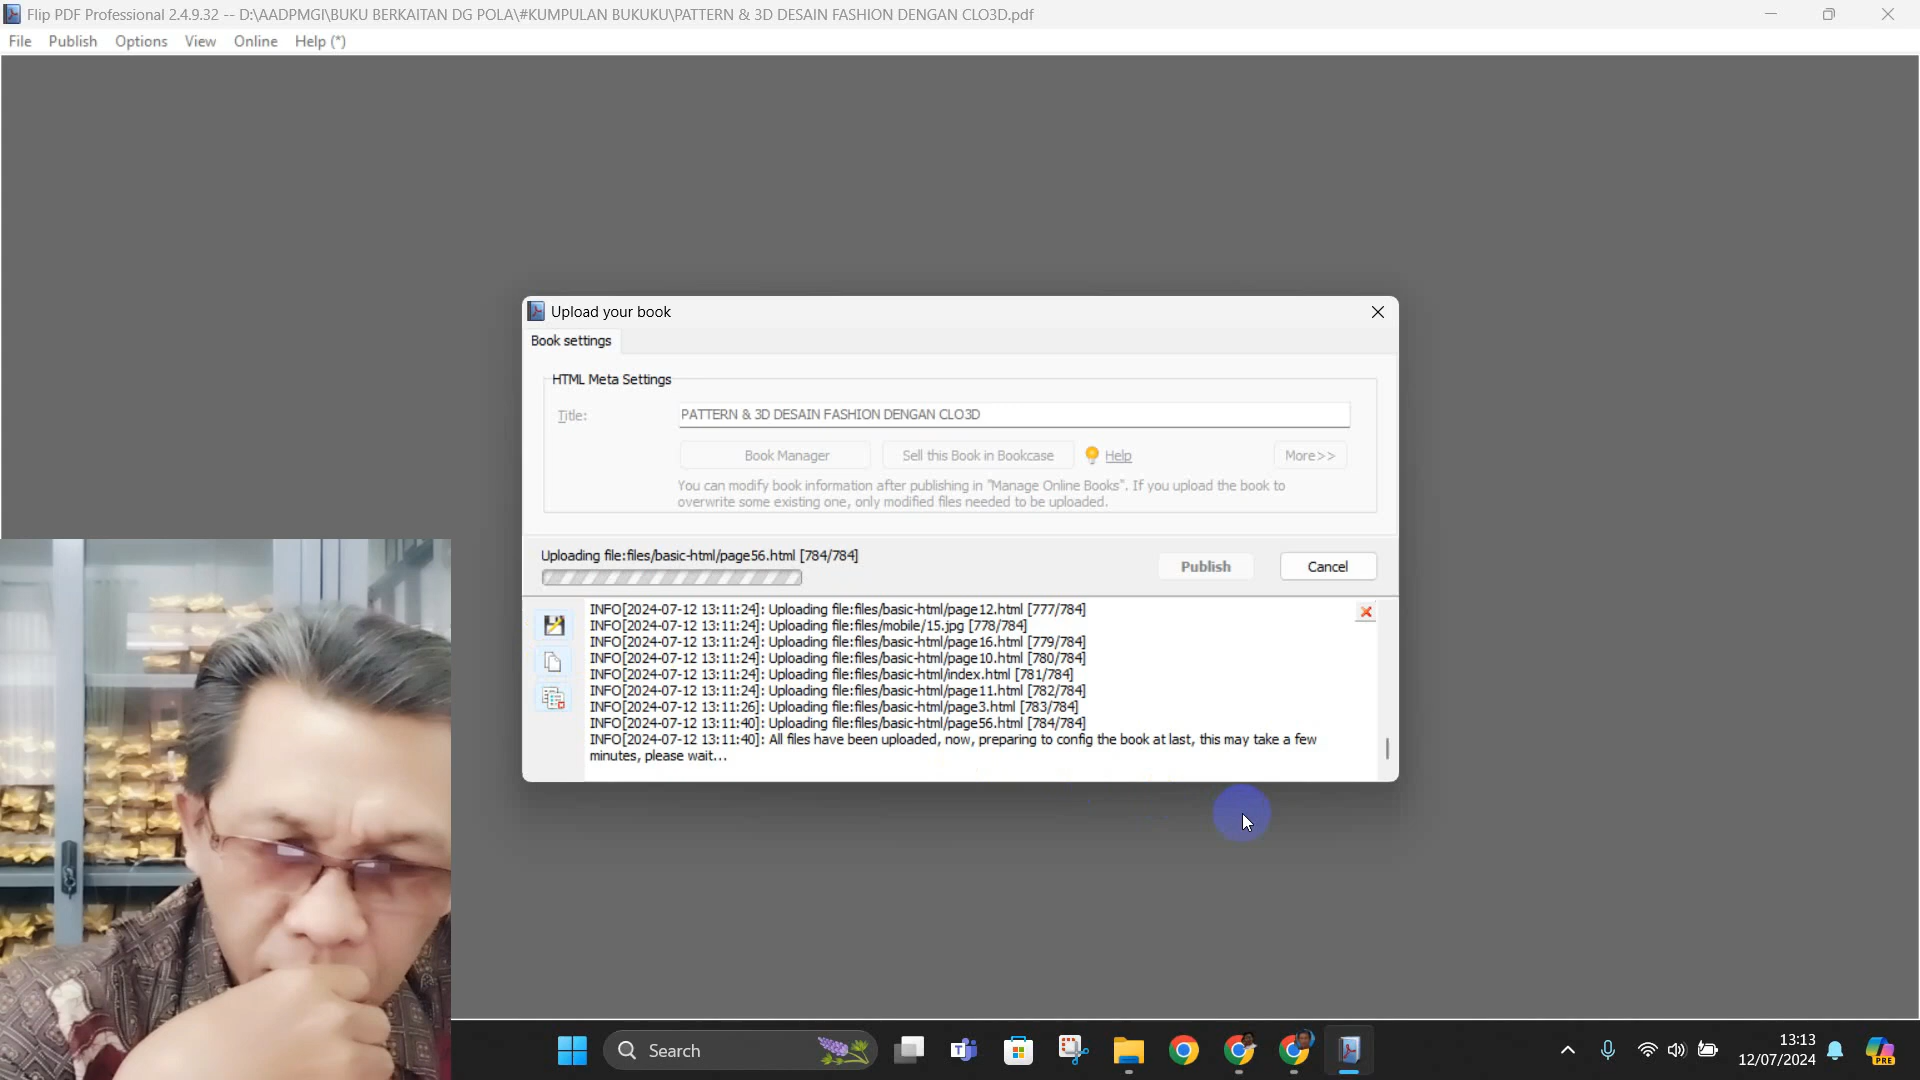 Flip PDF Professional 2.4.9.32 -- D:\AADPMGI\BUKU BERKAITAN DG POLA\#KUMPULAN BUKUKU\PATTERN & 3D DESAIN FASHION DENGAN CLO3D.pdf
File Publish Options View Online Help (*)
Upload your book
Book settings
HTML Meta Settings
Title: PATTERN & 3D DESAIN FASHION DENGAN CLO3D
Book Manager Sell this Book in Bookcase Help More>>
You can modify book information after publishing in "Manage Online Books". If you upload the book to
overwrite some existing one, only modified files needed to be uploaded.
Uploading file:files/basic-html/page56.html [784/784]
Publish Cancel
INFO[2024-07-12 13:11:24]: Uploading file:files/basic-html/page12.html [777/784]
INFO[2024-07-12 13:11:24]: Uploading file:files/mobile/15.jpg [778/784]
INFO[2024-07-12 13:11:24]: Uploading file:files/basic-html/page16.html [779/784]
INFO[2024-07-12 13:11:24]: Uploading file:files/basic-html/page10.html [780/784]
INFO[2024-07-12 13:11:24]: Uploading file:files/basic-html/index.html [781/784]
INFO[2024-07-12 13:11:24]: Uploading file:files/basic-html/page11.html [782/784]
INFO[2024-07-12 13:11:26]: Uploading file:files/basic-html/page3.html [783/784]
INFO[2024-07-12 13:11:40]: Uploading file:files/basic-html/page56.html [784/784]
INFO[2024-07-12 13:11:40]: All files have been uploaded, now, preparing to config the book at last, this may take a few
minutes, please wait...
Search
13:13
12/07/2024
PRE